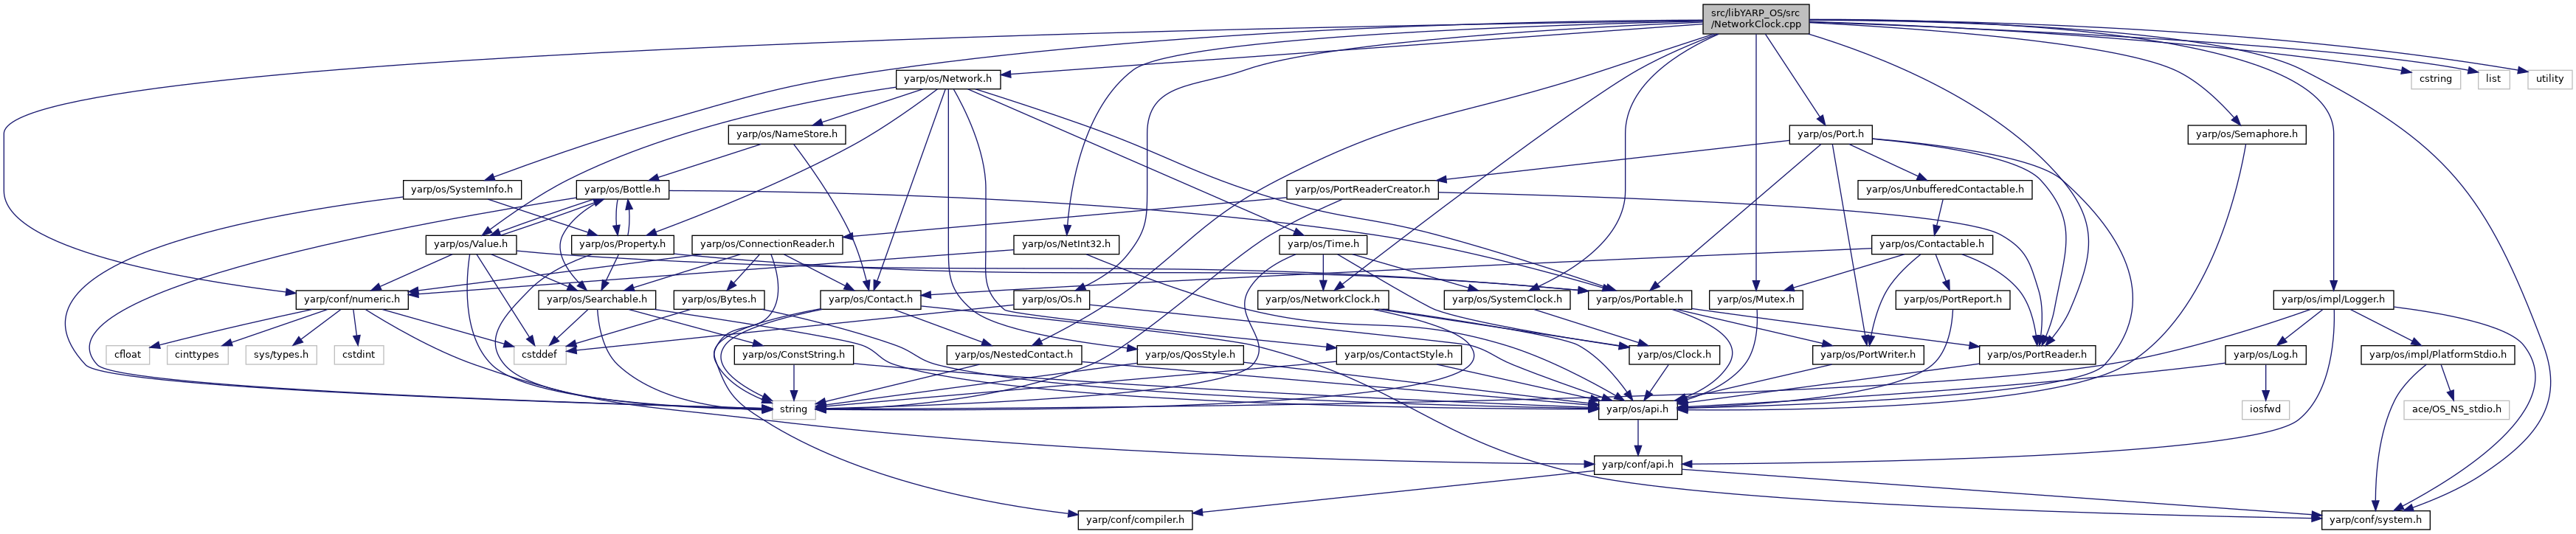 src/libYARP_OS/src
/NetworkClock.cpp
yarp/os/Network.h
cstring
list
utility
yarp/os/NameStore.h
yarp/os/Port.h
yarp/os/Semaphore.h
yarp/os/SystemInfo.h
yarp/os/Bottle.h
yarp/os/PortReaderCreator.h
yarp/os/UnbufferedContactable.h
yarp/os/Value.h
yarp/os/Property.h
yarp/os/ConnectionReader.h
yarp/os/NetInt32.h
yarp/os/Time.h
yarp/os/Contactable.h
yarp/conf/numeric.h
yarp/os/Searchable.h
yarp/os/Bytes.h
yarp/os/Contact.h
yarp/os/Os.h
yarp/os/NetworkClock.h
yarp/os/SystemClock.h
yarp/os/Portable.h
yarp/os/Mutex.h
yarp/os/PortReport.h
yarp/os/impl/Logger.h
cfloat
cinttypes
sys/types.h
cstdint
cstddef
yarp/os/ConstString.h
yarp/os/NestedContact.h
yarp/os/QosStyle.h
yarp/os/ContactStyle.h
yarp/os/Clock.h
yarp/os/PortWriter.h
yarp/os/PortReader.h
yarp/os/Log.h
yarp/os/impl/PlatformStdio.h
string
yarp/os/api.h
iosfwd
ace/OS_NS_stdio.h
yarp/conf/api.h
yarp/conf/compiler.h
yarp/conf/system.h